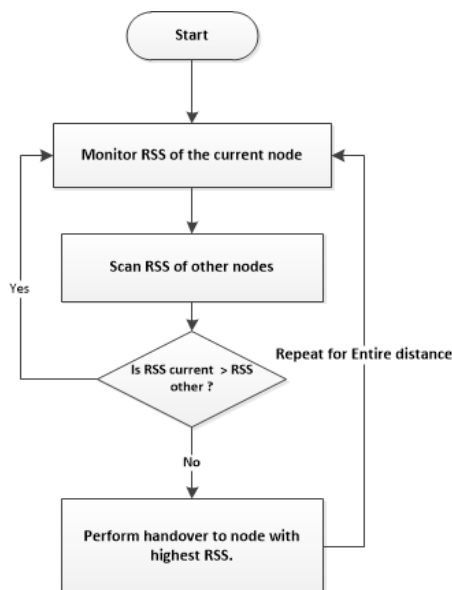 Start
Monitor RSS of the current node
Scan RSS of other nodes
Yes
Is RSS current > RSS
other ?
Repeat for Entire distance
No
Perform handover to node with
highest RSS.